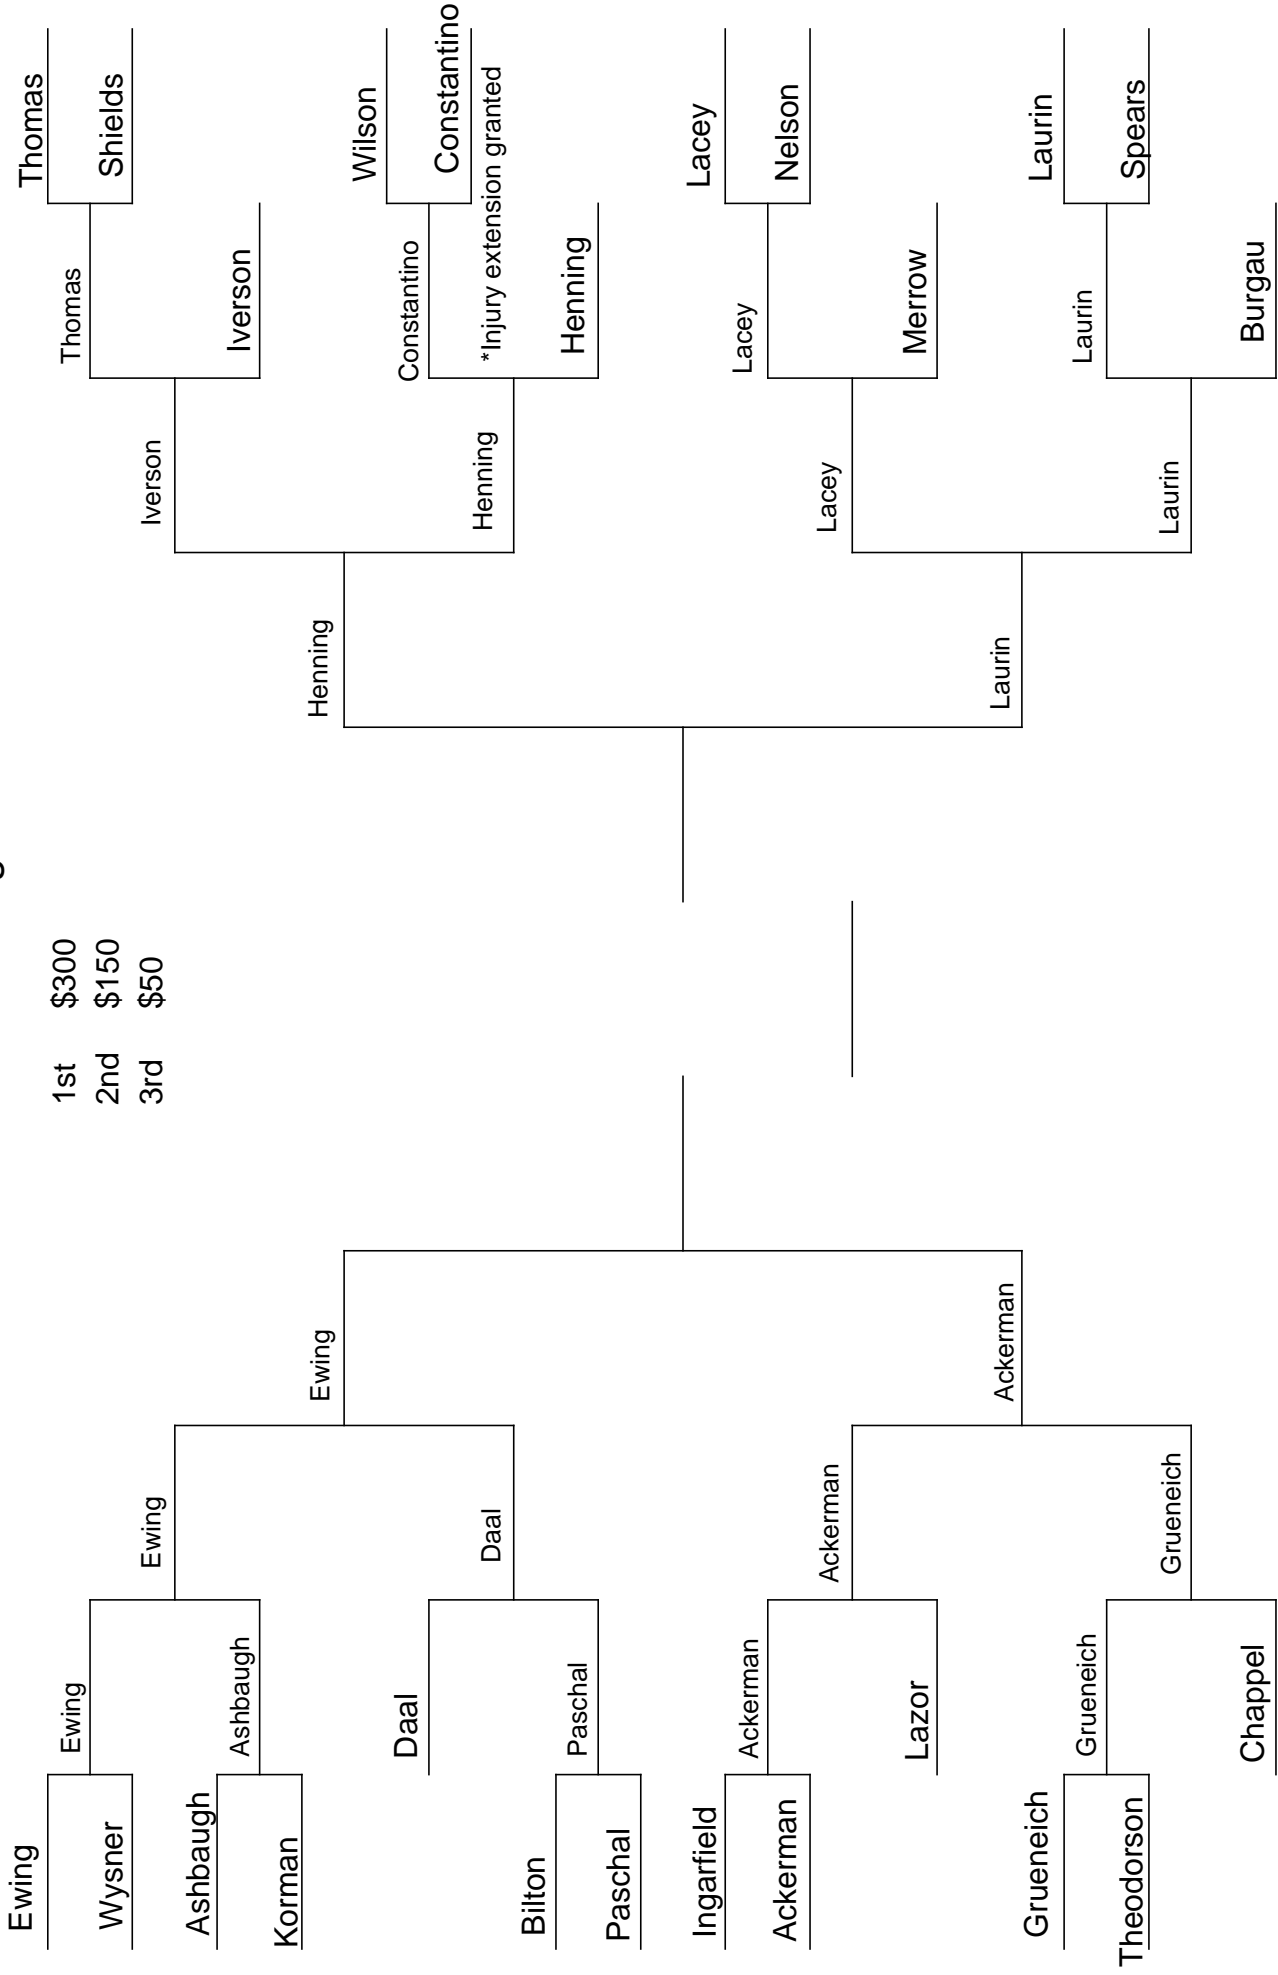 1st $300
2nd $150
3rd $50
Ewing
Wysner
Ashbaugh
Korman
Bilton
Paschal
Ingarfield
Ackerman
Grueneich
Theodorson
Ewing
Ashbaugh
Daal
Paschal
Ackerman
Lazor
Grueneich
Chappel
Ewing
Daal
Ackerman
Grueneich
Ewing
Ackerman
Henning
Laurin
Iverson
Henning
Lacey
Laurin
Thomas
Iverson
Constantino
*Injury extension granted
Henning
Lacey
Merrow
Laurin
Burgau
Thomas
Shields
Wilson
Constantino
Lacey
Nelson
Laurin
Spears